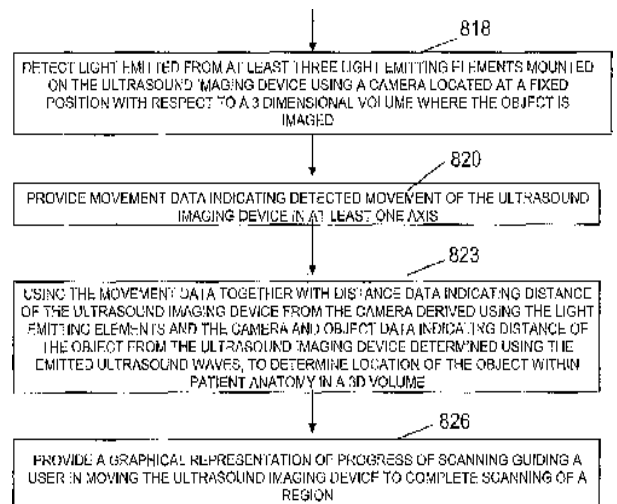 818
DETECT LIGHT EMITTED FROM AT LEAST THREE LIGHT EMITTING ELEMENTS MOUNTED
ON THE ULTRASOUND IMAGING DEVICE USING A CAMERA LOCATED AT A FIXED
POSITION WITH RESPECT TO A 3 DIMENSIONAL VOLUME WHERE THE OBJECT IS
IMAGED
820
PROVIDE MOVEMENT DATA INDICATING DETECTED MOVEMENT OF THE ULTRASOUND
IMAGING DEVICE IN AT LEAST ONE AXIS
823
USING THE MOVEMENT DATA TOGETHER WITH DISTANCE DATA INDICATING DISTANCE
OF THE ULTRASOUND IMAGING DEVICE FROM THE CAMERA DERIVED USING THE LIGHT
EMITTING ELEMENTS AND THE CAMERA AND OBJECT DATA INDICATING DISTANCE OF
THE OBJECT FROM THE ULTRASOUND IMAGING DEVICE DETERMINED USING THE
EMITTED ULTRASOUND WAVES, TO DETERMINE LOCATION OF THE OBJECT WITHIN
PATIENT ANATOMY IN A 3D VOLUME
826
PROVIDE A GRAPHICAL REPRESENTATION OF PROGRESS OF SCANNING GUIDING A
USER IN MOVING THE ULTRASOUND IMAGING DEVICE TO COMPLETE SCANNING OF A
REGION